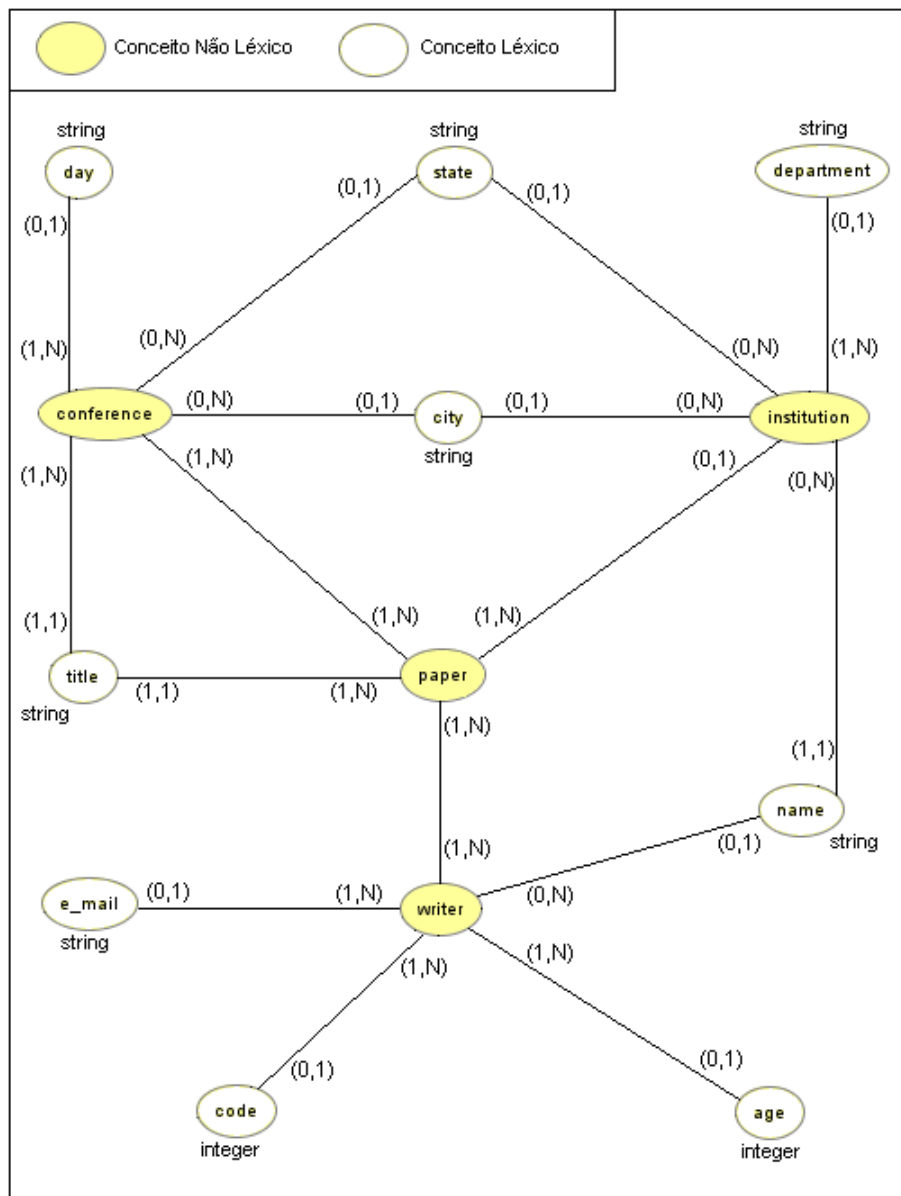 Conceito Não Léxico Conceito Léxico
string string string
day state department
(0,1) (0,1) (0,1) (0,1)
(1,N) (0,N) (0,N) (1,N)
conference (0,N) (0,1) city (0,1) (0,N) institution
string
(1,N) (1,N) (0,1) (0,N)
(1,1) (1,N) (1,N)
title (1,1) (1,N) paper
string
(1,N) (1,1)
name
(0,1) string
(1,N)
e_mail (0,1) (1,N) writer (0,N)
string
(1,N) (1,N)
(0,1) (0,1)
code age
integer integer